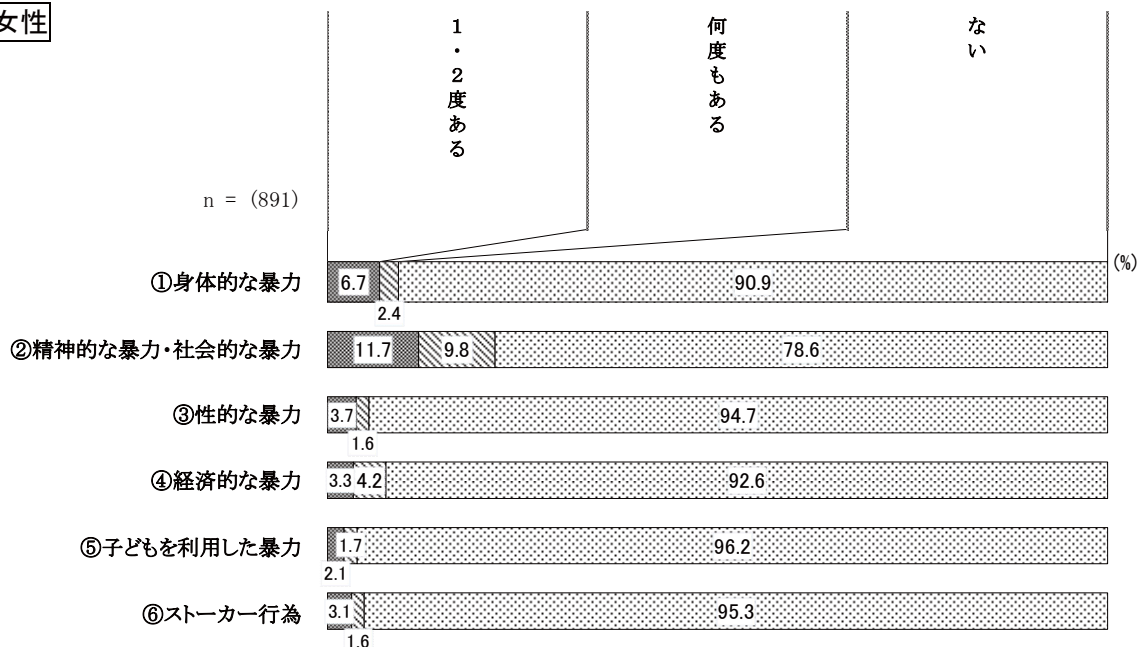 女性
1・2度ある
何度もある
ない
n = (891)
(%)
①身体的な暴力 6.7 90.9
2.4
②精神的な暴力・社会的な暴力 11.7 9.8 78.6
③性的な暴力 3.7 94.7
1.6
④経済的な暴力 3.3 4.2 92.6
⑤子どもを利用した暴力 1.7 96.2
2.1
⑥ストーカー行為 3.1 95.3
1.6